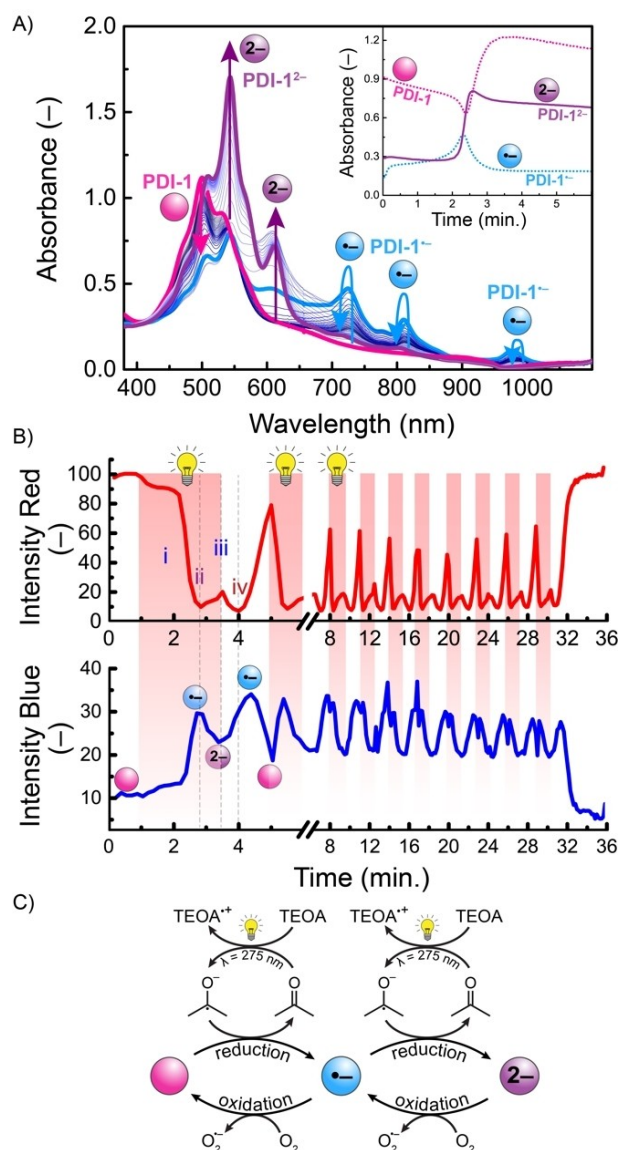 A)
2.0
1.5
1.0
0.5
0.0
Absorbance (–)
400 500 600 700 800 900 1000
Wavelength (nm)
2–
PDI-1²⁻
PDI-1
2–
PDI-1•⁻
•–
•–
PDI-1•⁻
•–
1.2
0.9
0.6
0.3
0
Absorbance (–)
PDI-1
2–
PDI-1²⁻
•–
PDI-1•⁻
0 2 4
Time (min.)
B)
Intensity Red
(–)
100
80
60
40
20
0
i
ii
iii
iv
2 4 8 12 16 20 24 28 32 36
Intensity Blue
(–)
40
30
20
10
•–
2–
•–
0 2 4 8 12 16 20 24 28 32 36
Time (min.)
C)
TEOA•⁺ TEOA TEOA•⁺ TEOA
λ = 275 nm λ = 275 nm
O⁻ O O⁻ O
reduction reduction
•– 2–
oxidation oxidation
O₂•⁻ O₂ O₂•⁻ O₂